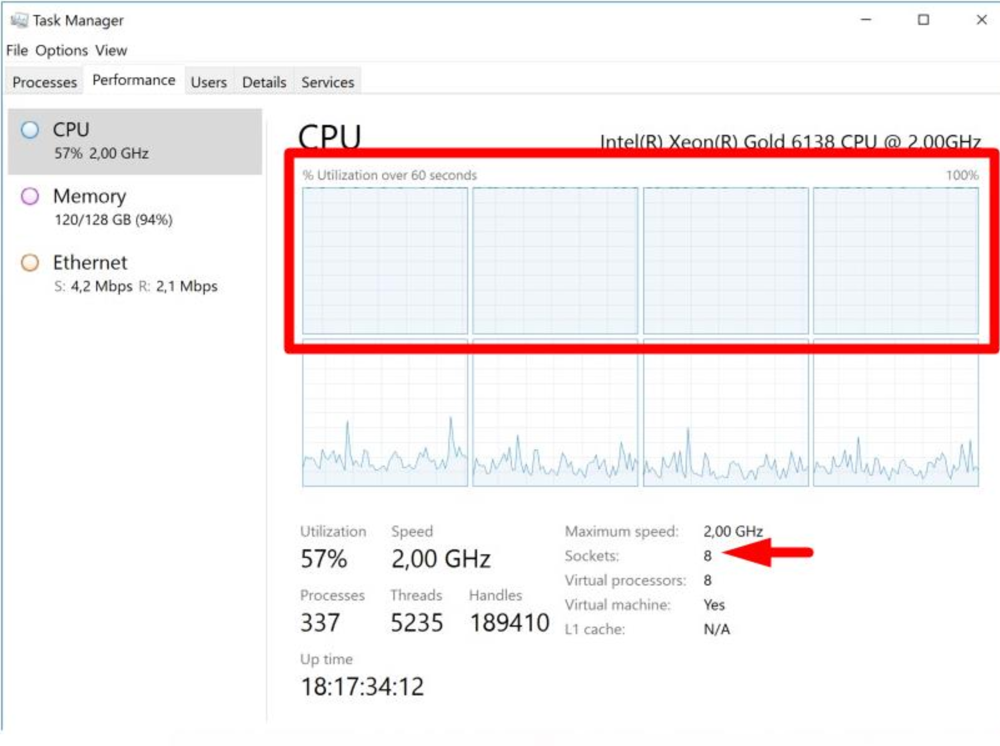 Task Manager
File Options View
Processes Performance Users Details Services
CPU
57% 2,00 GHz
Memory
120/128 GB (94%)
Ethernet
S: 4,2 Mbps R: 2,1 Mbps
CPU Intel(R) Xeon(R) Gold 6138 CPU @ 2.00GHz
% Utilization over 60 seconds 100%
Utilization Speed
57% 2,00 GHz
Processes Threads Handles
337 5235 189410
Up time
18:17:34:12
Maximum speed: 2,00 GHz
Sockets: 8
Virtual processors: 8
Virtual machine: Yes
L1 cache: N/A